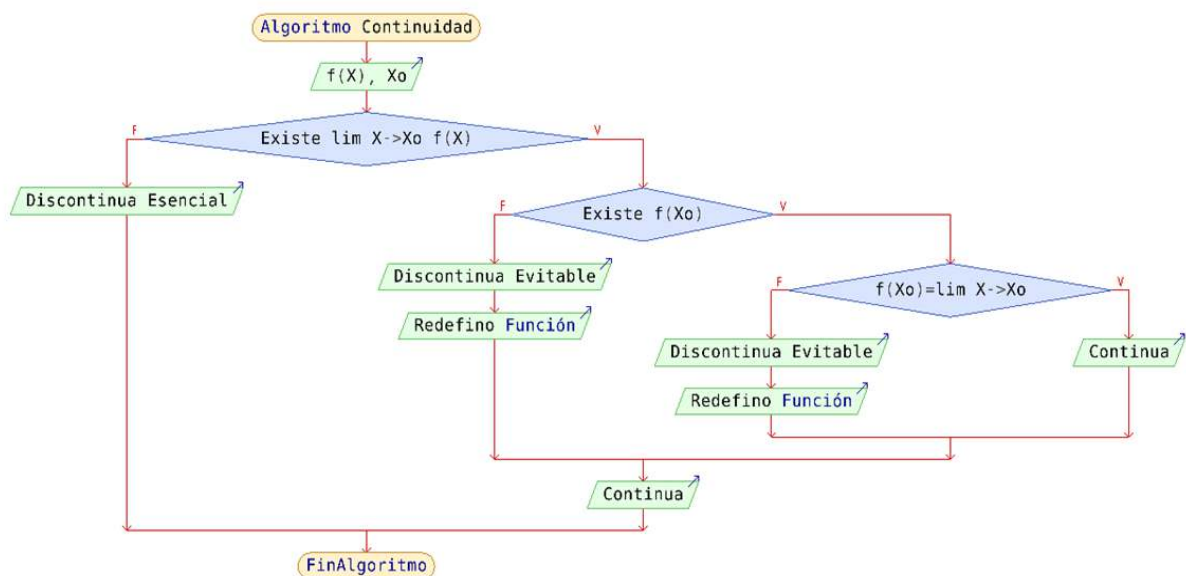 Algoritmo Continuidad
f(X), Xo
Existe lim X->Xo f(X)
F
V
Discontinua Esencial
Existe f(Xo)
F
V
Discontinua Evitable
Redefino Función
f(Xo)=lim X->Xo
F
V
Discontinua Evitable
Redefino Función
Continua
Continua
FinAlgoritmo